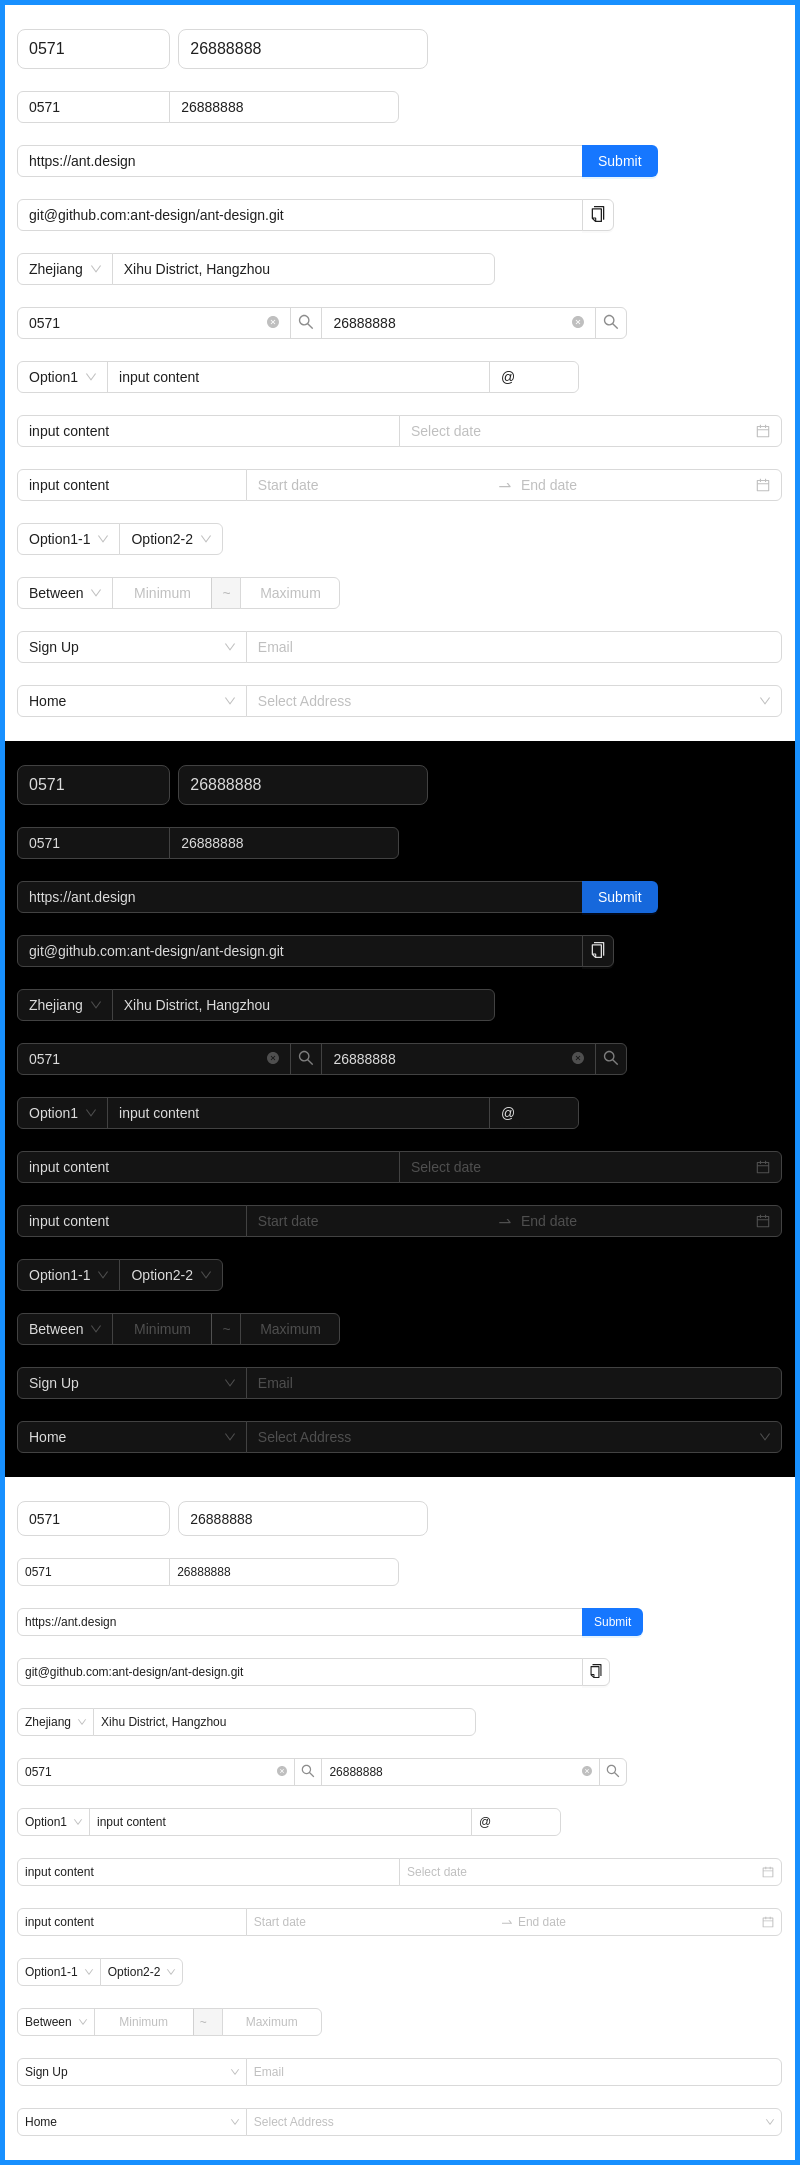 0571 26888888
0571 26888888
https://ant.design Submit
git@github.com:ant-design/ant-design.git
Zhejiang Xihu District, Hangzhou
0571 26888888
Option1 input content @
input content Select date
input content Start date End date
Option1-1 Option2-2
Between Minimum ~ Maximum
Sign Up Email
Home Select Address
0571 26888888
0571 26888888
https://ant.design Submit
git@github.com:ant-design/ant-design.git
Zhejiang Xihu District, Hangzhou
0571 26888888
Option1 input content @
input content Select date
input content Start date End date
Option1-1 Option2-2
Between Minimum ~ Maximum
Sign Up Email
Home Select Address
0571 26888888
0571 26888888
https://ant.design Submit
git@github.com:ant-design/ant-design.git
Zhejiang Xihu District, Hangzhou
0571 26888888
Option1 input content @
input content Select date
input content Start date End date
Option1-1 Option2-2
Between Minimum ~ Maximum
Sign Up Email
Home Select Address